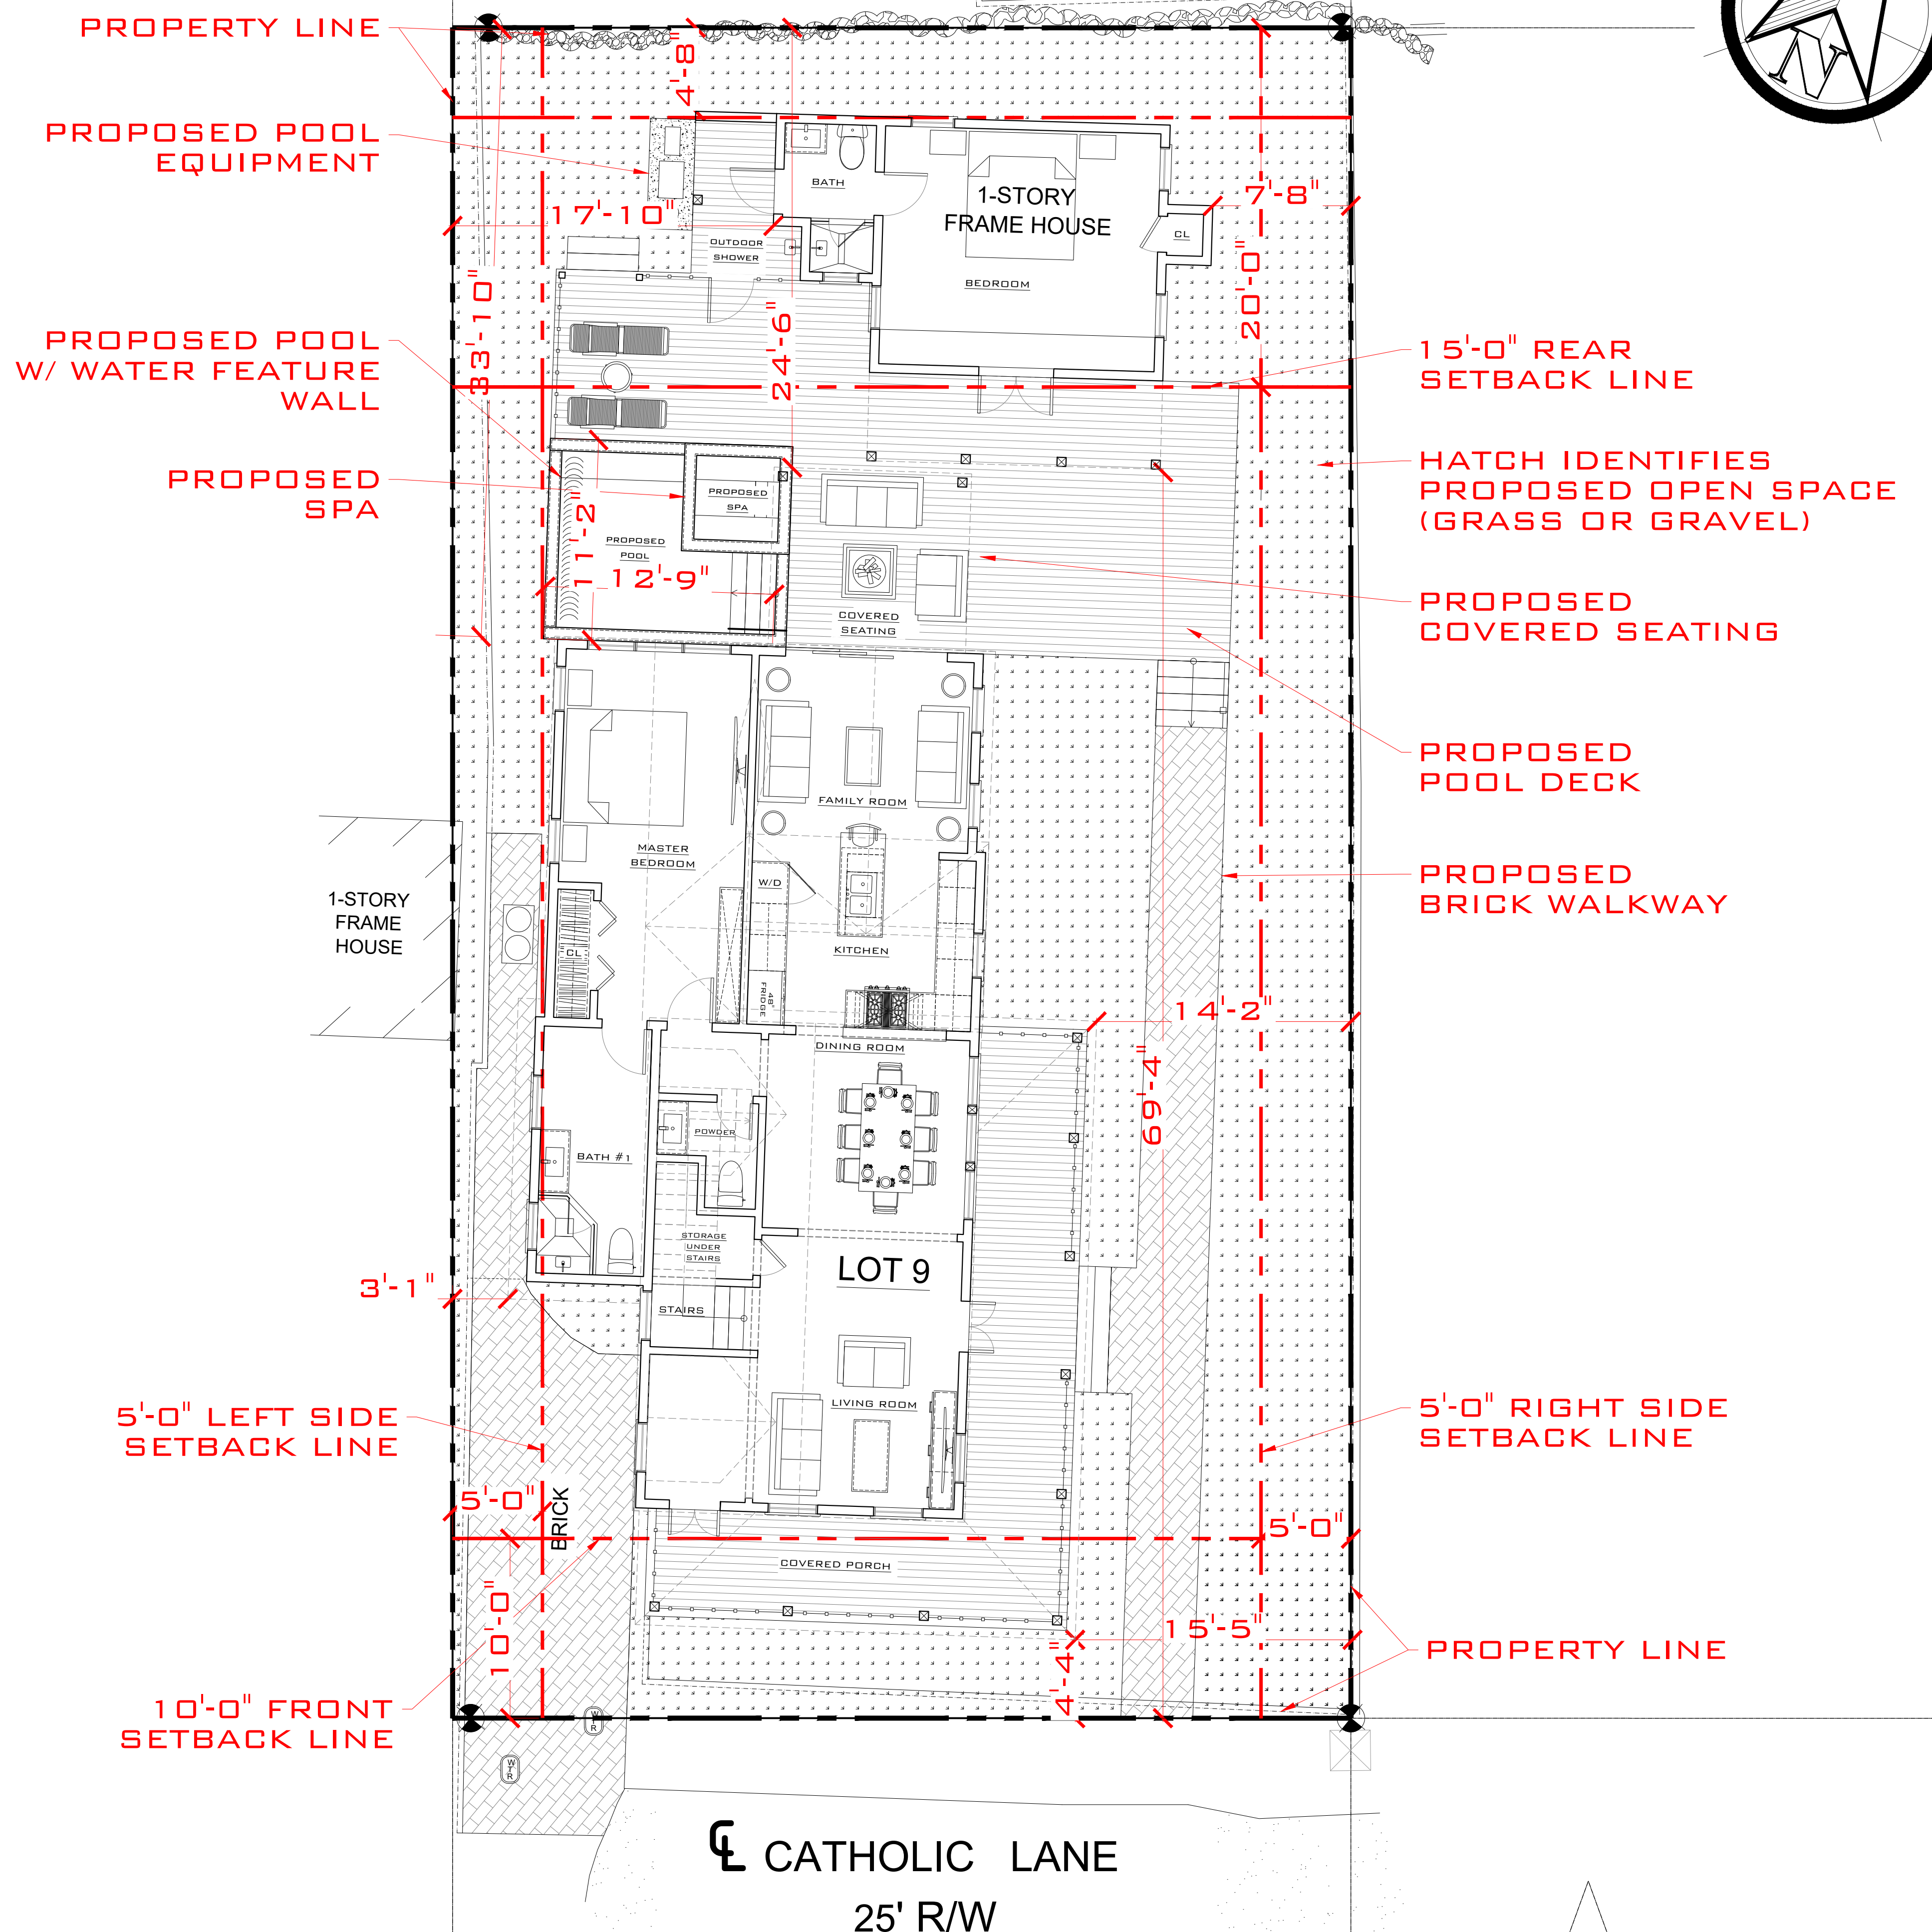 PROPERTY LINE
4'-8"
N
PROPOSED POOL
EQUIPMENT
BATH
1-STORY
FRAME HOUSE
7'-8"
17'-10"
CL
OUTDOOR
SHOWER
BEDROOM
33'-10"
24'-6"
20'-0"
PROPOSED POOL
W/ WATER FEATURE
WALL
15'-0" REAR
SETBACK LINE
PROPOSED
SPA
HATCH IDENTIFIES
PROPOSED OPEN SPACE
(GRASS OR GRAVEL)
PROPOSED
SPA
11'-2"
PROPOSED
POOL
12'-9"
COVERED
SEATING
PROPOSED
COVERED SEATING
PROPOSED
POOL DECK
FAMILY ROOM
MASTER
BEDROOM
W/D
PROPOSED
BRICK WALKWAY
1-STORY
FRAME
HOUSE
CL
KITCHEN
48"
FRIDGE
14'-2"
DINING ROOM
69'-4"
POWDER
BATH #1
STORAGE
UNDER
STAIRS
LOT 9
3'-1"
STAIRS
LIVING ROOM
5'-0" LEFT SIDE
SETBACK LINE
5'-0" RIGHT SIDE
SETBACK LINE
5'-0"
BRICK
5'-0"
COVERED PORCH
10'-0"
15'-5"
4'-4"
PROPERTY LINE
10'-0" FRONT
SETBACK LINE
WTR
WTR
CL CATHOLIC LANE
25' R/W